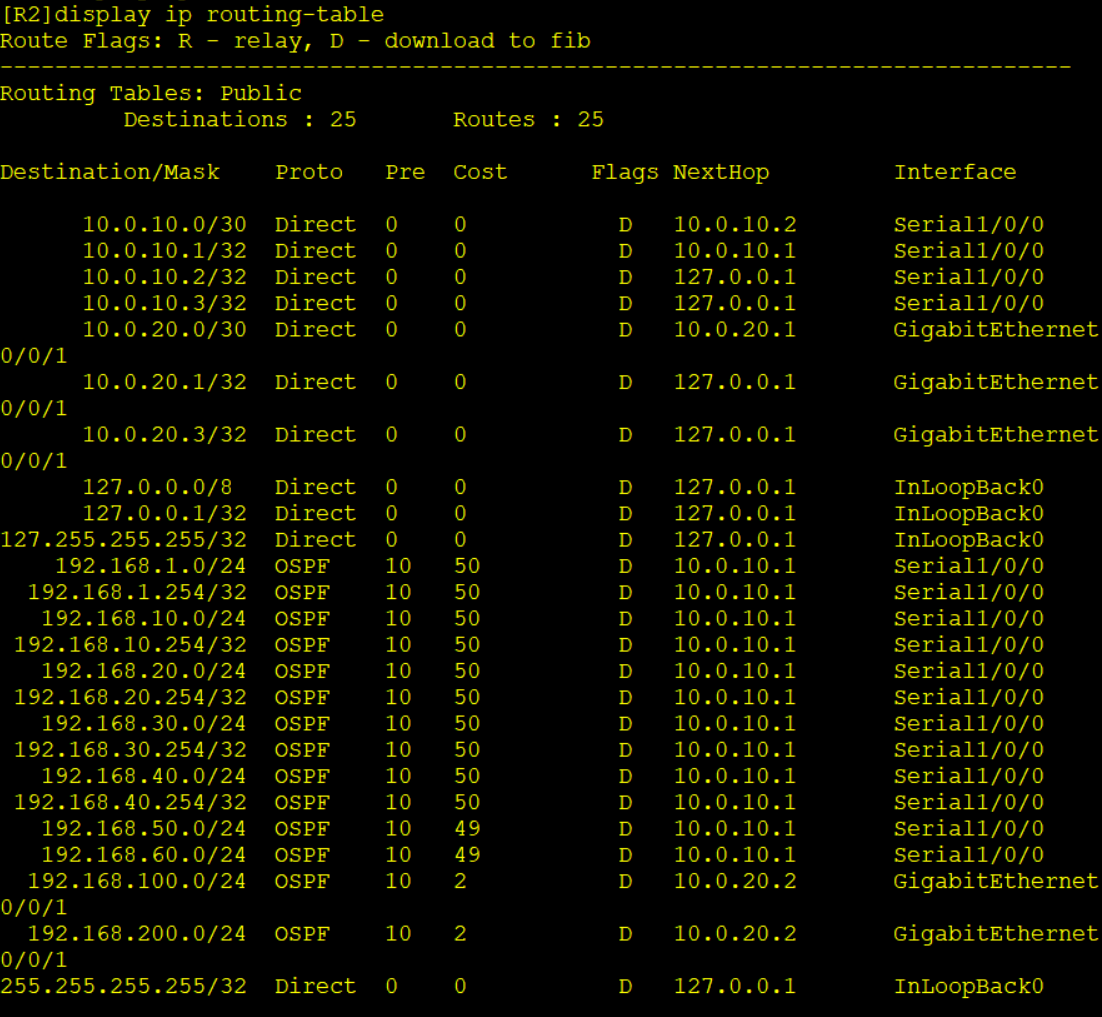 [R2]display ip routing-table
Route Flags: R - relay, D - download to fib
------------------------------------------------------------------------------
Routing Tables: Public
         Destinations : 25       Routes : 25

Destination/Mask    Proto   Pre  Cost      Flags NextHop         Interface

      10.0.10.0/30  Direct  0    0           D   10.0.10.2       Serial1/0/0
      10.0.10.1/32  Direct  0    0           D   10.0.10.1       Serial1/0/0
      10.0.10.2/32  Direct  0    0           D   127.0.0.1       Serial1/0/0
      10.0.10.3/32  Direct  0    0           D   127.0.0.1       Serial1/0/0
      10.0.20.0/30  Direct  0    0           D   10.0.20.1       GigabitEthernet
0/0/1
      10.0.20.1/32  Direct  0    0           D   127.0.0.1       GigabitEthernet
0/0/1
      10.0.20.3/32  Direct  0    0           D   127.0.0.1       GigabitEthernet
0/0/1
      127.0.0.0/8   Direct  0    0           D   127.0.0.1       InLoopBack0
      127.0.0.1/32  Direct  0    0           D   127.0.0.1       InLoopBack0
127.255.255.255/32  Direct  0    0           D   127.0.0.1       InLoopBack0
    192.168.1.0/24  OSPF    10   50          D   10.0.10.1       Serial1/0/0
  192.168.1.254/32  OSPF    10   50          D   10.0.10.1       Serial1/0/0
   192.168.10.0/24  OSPF    10   50          D   10.0.10.1       Serial1/0/0
 192.168.10.254/32  OSPF    10   50          D   10.0.10.1       Serial1/0/0
   192.168.20.0/24  OSPF    10   50          D   10.0.10.1       Serial1/0/0
 192.168.20.254/32  OSPF    10   50          D   10.0.10.1       Serial1/0/0
   192.168.30.0/24  OSPF    10   50          D   10.0.10.1       Serial1/0/0
 192.168.30.254/32  OSPF    10   50          D   10.0.10.1       Serial1/0/0
   192.168.40.0/24  OSPF    10   50          D   10.0.10.1       Serial1/0/0
 192.168.40.254/32  OSPF    10   50          D   10.0.10.1       Serial1/0/0
   192.168.50.0/24  OSPF    10   49          D   10.0.10.1       Serial1/0/0
   192.168.60.0/24  OSPF    10   49          D   10.0.10.1       Serial1/0/0
  192.168.100.0/24  OSPF    10   2           D   10.0.20.2       GigabitEthernet
0/0/1
  192.168.200.0/24  OSPF    10   2           D   10.0.20.2       GigabitEthernet
0/0/1
255.255.255.255/32  Direct  0    0           D   127.0.0.1       InLoopBack0